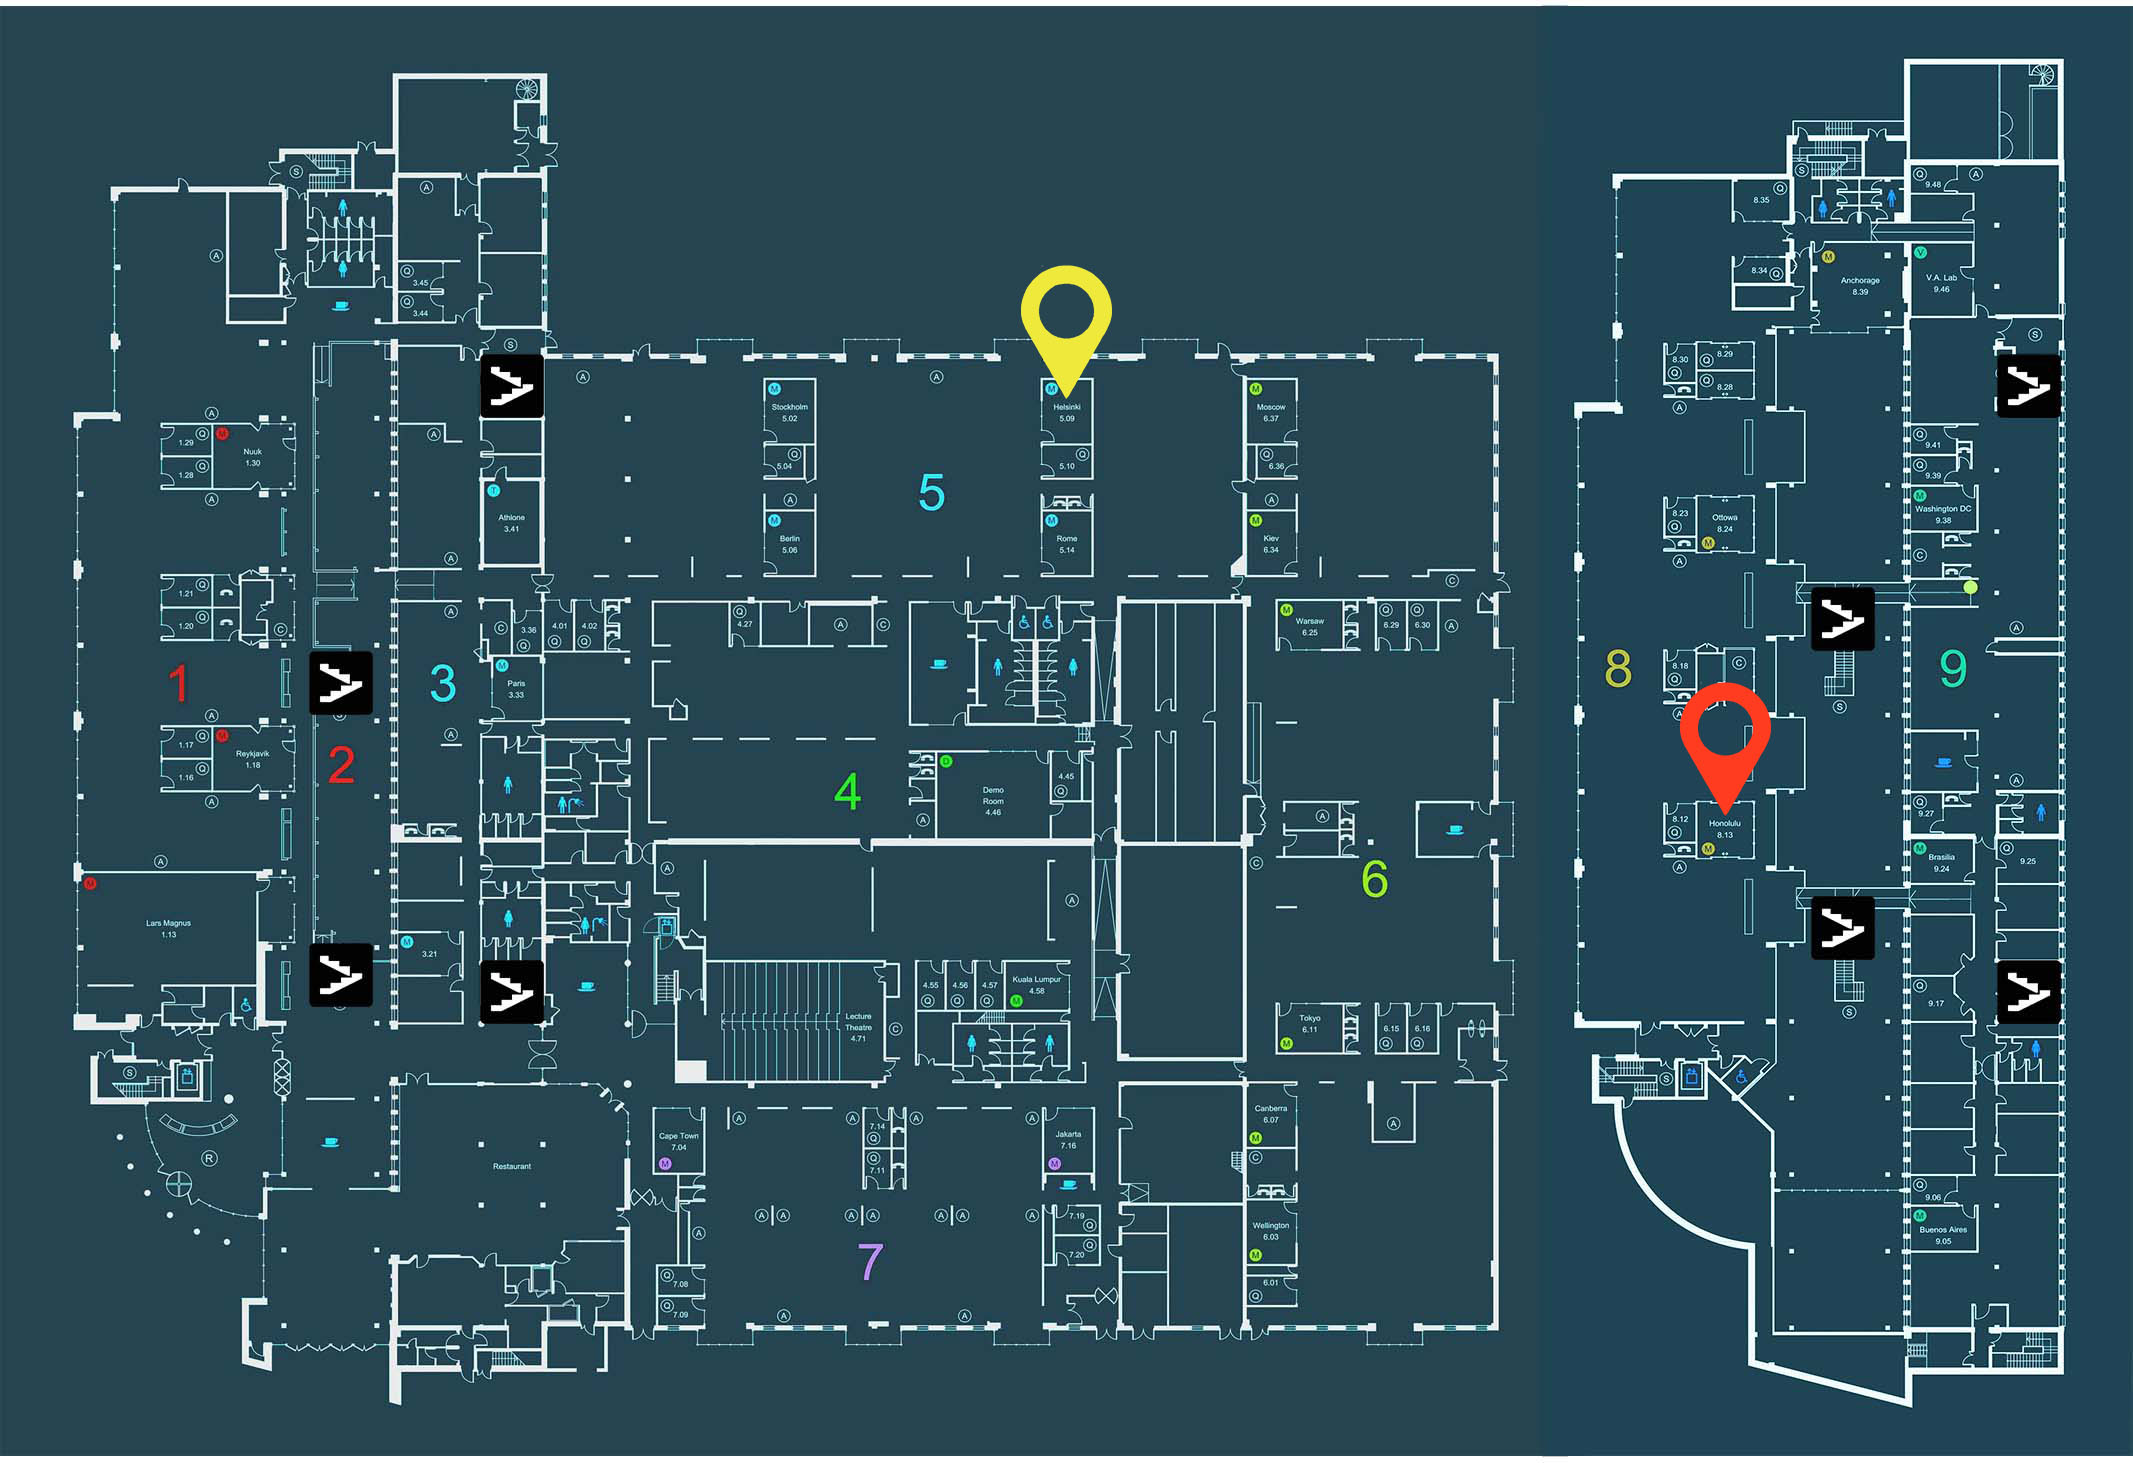 S
A
A
Q
3.45
Q
3.44
S
A
A
A
M
Stockholm
5.02
Q
5.04
A
M
Berlin
5.06
5
M
Helsinki
5.09
Q
5.10
M
Rome
5.14
M
Moscow
6.37
Q
6.36
A
M
Kiev
6.34
C
A
1.29
Q
M
Nuuk
1.30
1.28
Q
A
A
T
Athlone
3.41
A
1.21
Q
1.20
Q
C
1
A
1.17
Q
M
Reykjavik
1.18
1.16
Q
A
A
2
3
A
A
C
3.36
Q
4.01
Q
4.02
Q
M
Paris
3.33
Q
4.27
A
C
4
D
Demo
Room
4.46
4.45
Q
A
M
Warsaw
6.25
Q
6.29
Q
6.30
A
A
C
6
M
Lars Magnus
1.13
M
3.21
A
A
4.55
Q
4.56
Q
4.57
Q
Kuala Lumpur
4.58
M
Lecture
Theatre
4.71
C
Tokyo
6.11
M
6.15
Q
6.16
Q
S
R
Restaurant
Cape Town
7.04
M
A
A
7.14
Q
Q
7.11
A
A
Jakarta
7.16
M
A
A
A
A
A
A
A
A
A
7
7.19
Q
Q
7.20
Q
7.08
Q
7.09
A
A
Canberra
6.07
M
C
Wellington
6.03
M
6.01
Q
A
S
Q
8.35
8.34
Q
M
Anchorage
8.39
Q
9.48
A
V
V.A. Lab
9.46
S
8.30
Q
Q
8.29
Q
8.28
A
8.23
Q
Ottowa
8.24
M
A
8
8.18
Q
C
A
8.12
Q
Honolulu
8.13
M
A
S
S
Q
9.41
Q
9.39
M
Washington DC
9.38
C
A
9
A
Q
9.27
M
Brasilia
9.24
Q
9.25
Q
9.17
S
Q
9.06
M
Buenos Aires
9.05